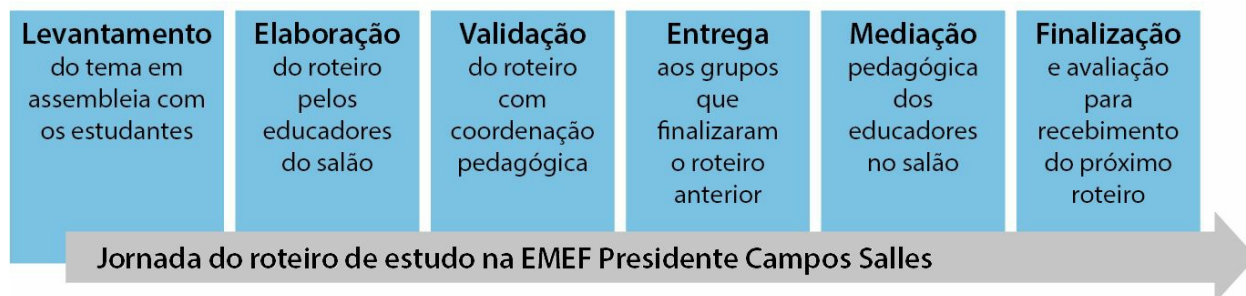 Levantamento
do tema em
assembleia com
os estudantes
Elaboração
do roteiro
pelos
educadores
do salão
Validação
do roteiro
com
coordenação
pedagógica
Entrega
aos grupos
que
finalizaram
o roteiro
anterior
Mediação
pedagógica
dos
educadores
no salão
Finalização
e avaliação
para
recebimento
do próximo
roteiro
Jornada do roteiro de estudo na EMEF Presidente Campos Salles